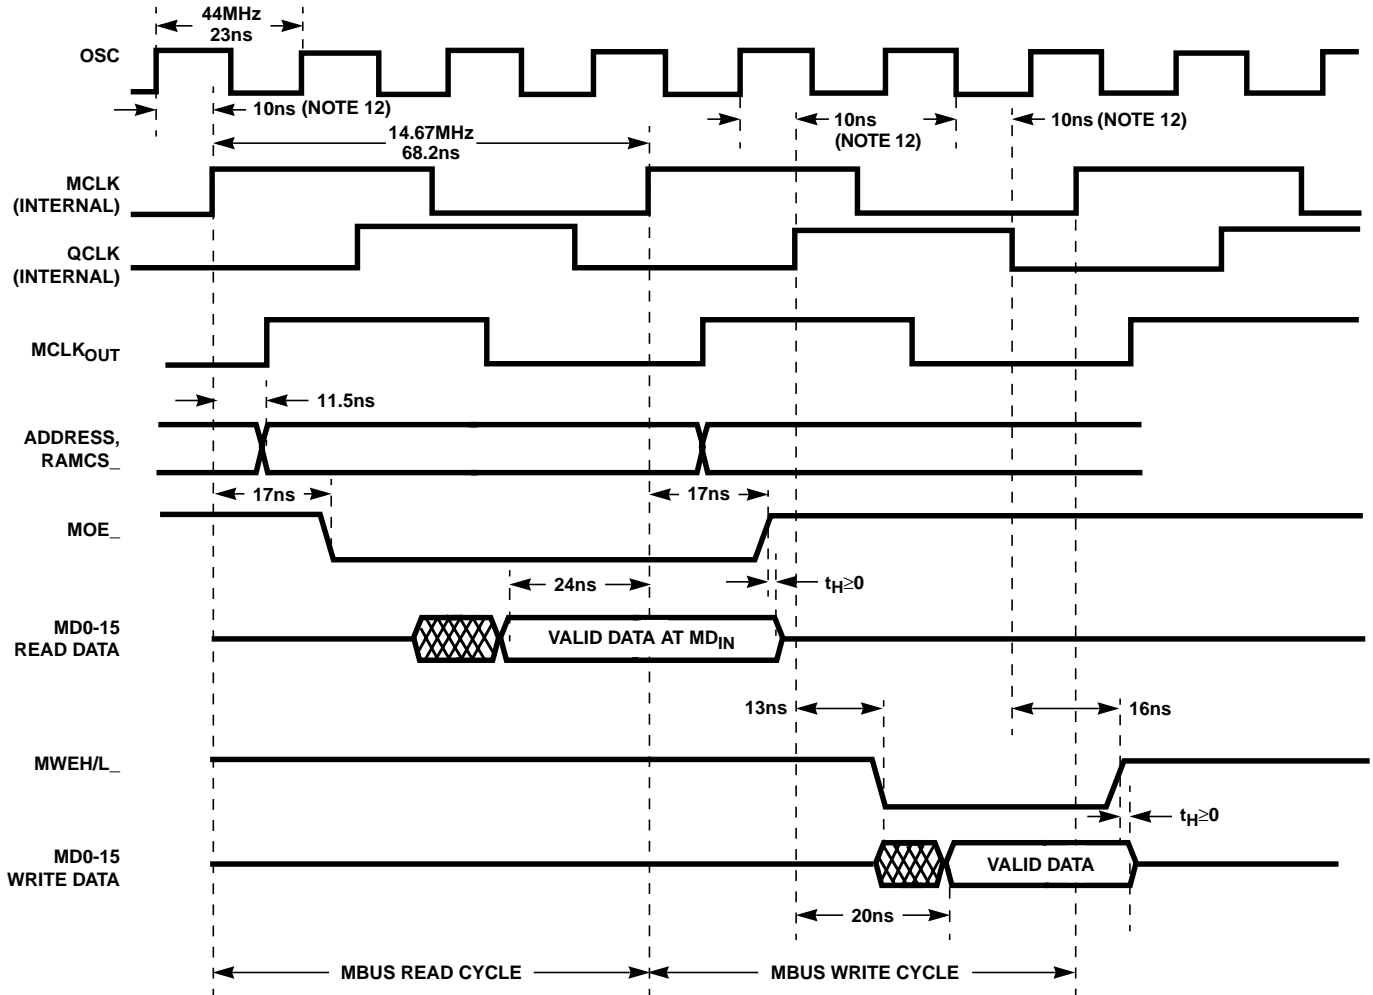 44MHz
23ns
OSC
10ns (NOTE 12)
10ns
(NOTE 12)
10ns (NOTE 12)
14.67MHz
68.2ns
MCLK
(INTERNAL)
QCLK
(INTERNAL)
MCLKOUT
11.5ns
ADDRESS,
RAMCS_
17ns
17ns
MOE_
24ns
tH≥0
MD0-15
READ DATA
VALID DATA AT MDIN
13ns
16ns
MWEH/L_
tH≥0
MD0-15
WRITE DATA
VALID DATA
20ns
MBUS READ CYCLE
MBUS WRITE CYCLE